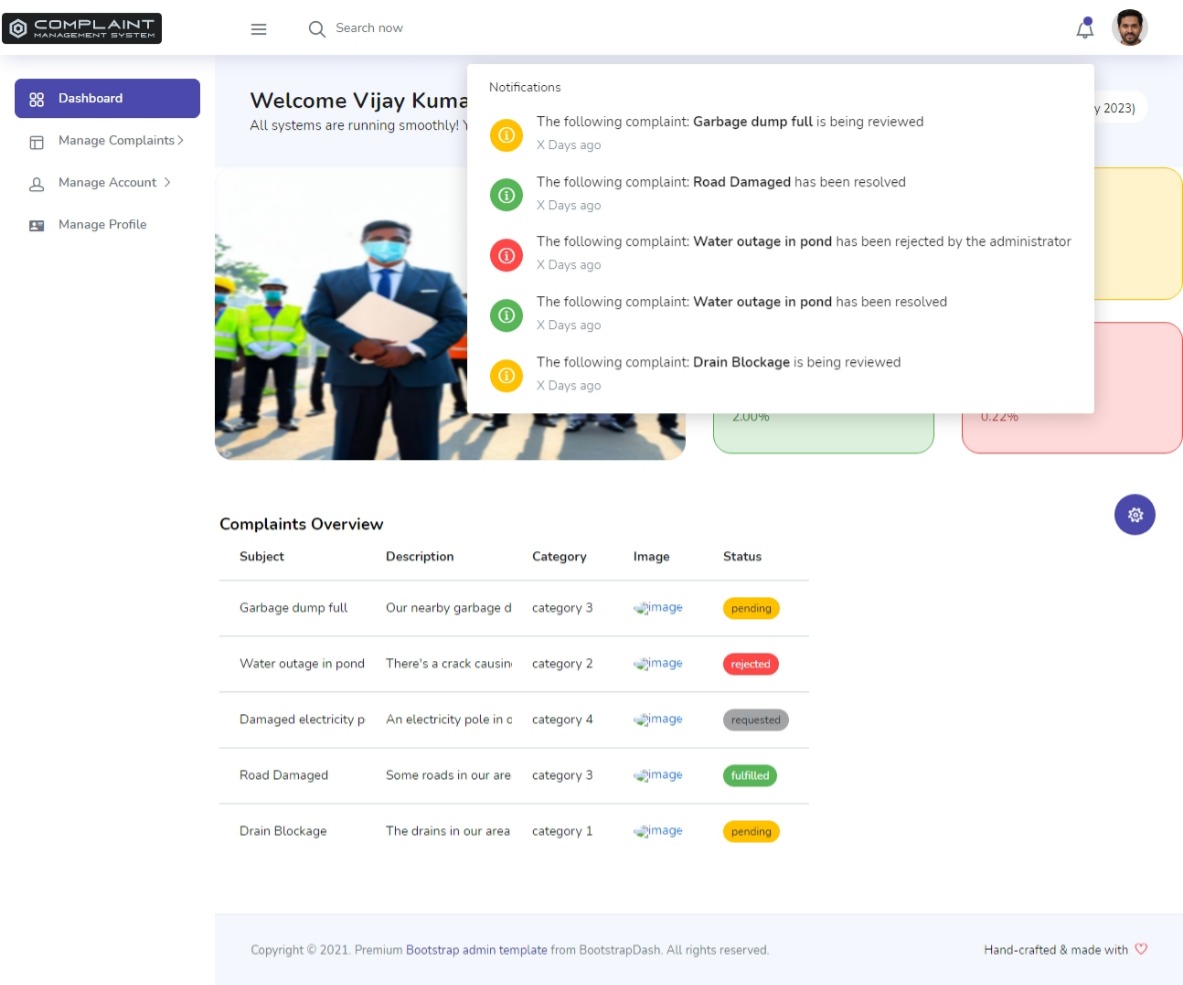 COMPLAINT
MANAGEMENT SYSTEM
Search now
Dashboard
Manage Complaints
Manage Account
Manage Profile
Welcome Vijay Kuma
All systems are running smoothly! Y
y 2023)
Notifications
The following complaint: Garbage dump full is being reviewed
X Days ago
The following complaint: Road Damaged has been resolved
X Days ago
The following complaint: Water outage in pond has been rejected by the administrator
X Days ago
The following complaint: Water outage in pond has been resolved
X Days ago
The following complaint: Drain Blockage is being reviewed
X Days ago
2.00%
0.22%
Complaints Overview
Subject Description Category Image Status
Garbage dump full Our nearby garbage d category 3 image pending
Water outage in pond There's a crack causin category 2 image rejected
Damaged electricity p An electricity pole in o category 4 image requested
Road Damaged Some roads in our are category 3 image fulfilled
Drain Blockage The drains in our area category 1 image pending
Copyright © 2021. Premium Bootstrap admin template from BootstrapDash. All rights reserved.
Hand-crafted & made with